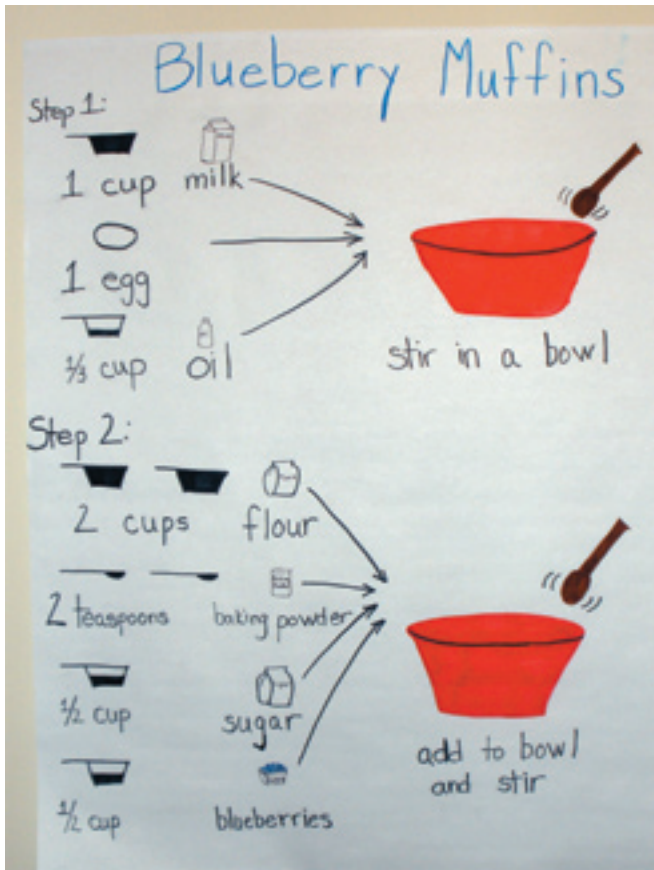 Blueberry Muffins
Step 1:
1 cup milk
1 egg
⅓ cup oil
stir in a bowl
Step 2:
2 cups flour
2 teaspoons baking powder
½ cup sugar
½ cup blueberries
add to bowl
and stir